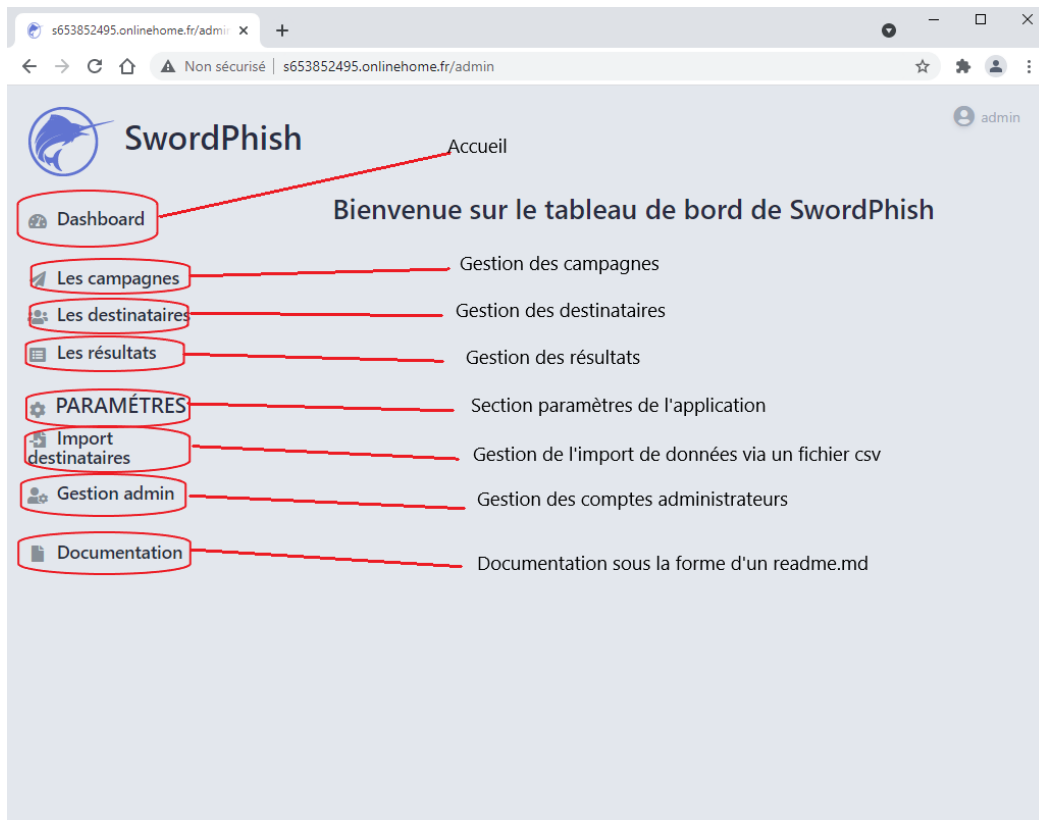 s653852495.onlinehome.fr/admin
Non sécurisé s653852495.onlinehome.fr/admin
admin
SwordPhish
Accueil
Dashboard
Bienvenue sur le tableau de bord de SwordPhish
Les campagnes
Gestion des campagnes
Les destinataires
Gestion des destinataires
Les résultats
Gestion des résultats
PARAMÉTRES
Section paramètres de l'application
Import
destinataires
Gestion de l'import de données via un fichier csv
Gestion admin
Gestion des comptes administrateurs
Documentation
Documentation sous la forme d'un readme.md